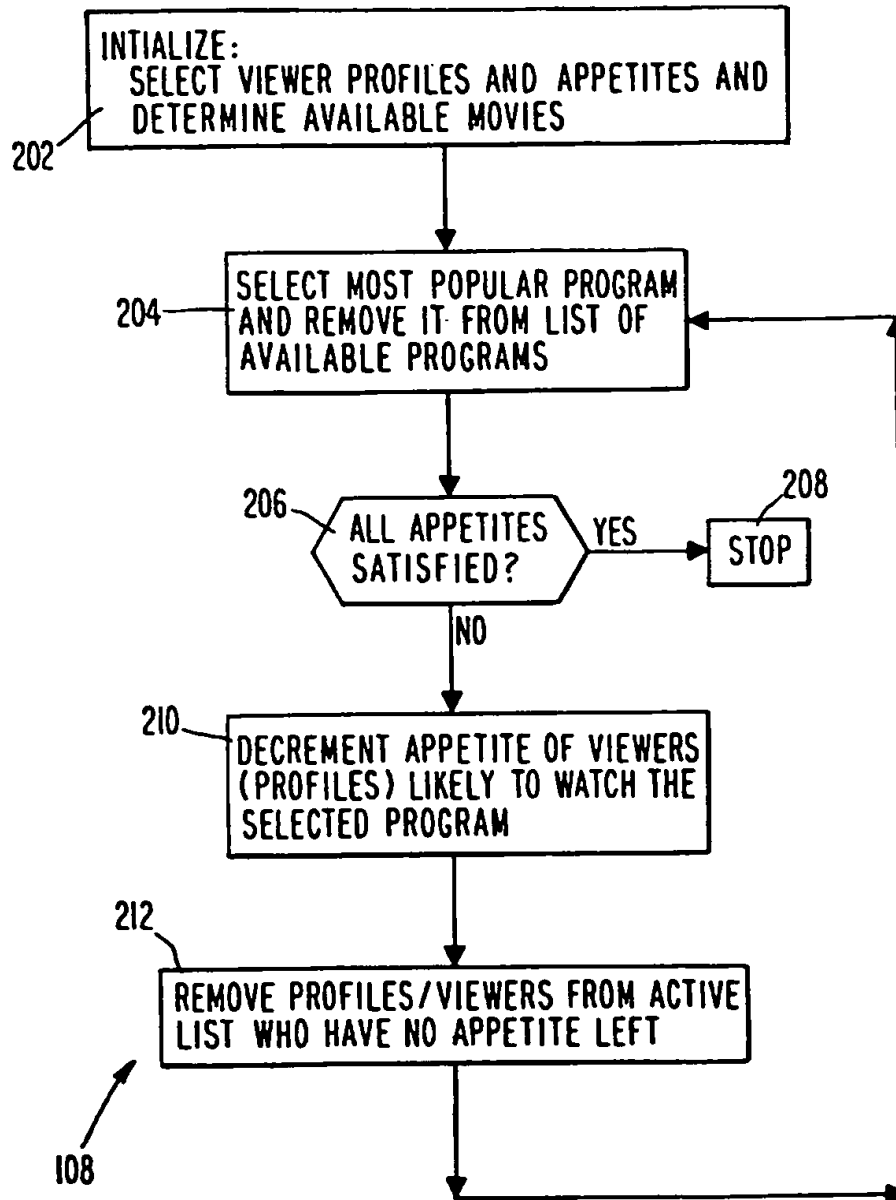 INTIALIZE:
SELECT VIEWER PROFILES AND APPETITES AND
DETERMINE AVAILABLE MOVIES
202
SELECT MOST POPULAR PROGRAM
AND REMOVE IT FROM LIST OF
AVAILABLE PROGRAMS
204
206
ALL APPETITES
SATISFIED?
YES
208
STOP
NO
210
DECREMENT APPETITE OF VIEWERS
(PROFILES) LIKELY TO WATCH THE
SELECTED PROGRAM
212
REMOVE PROFILES/VIEWERS FROM ACTIVE
LIST WHO HAVE NO APPETITE LEFT
108